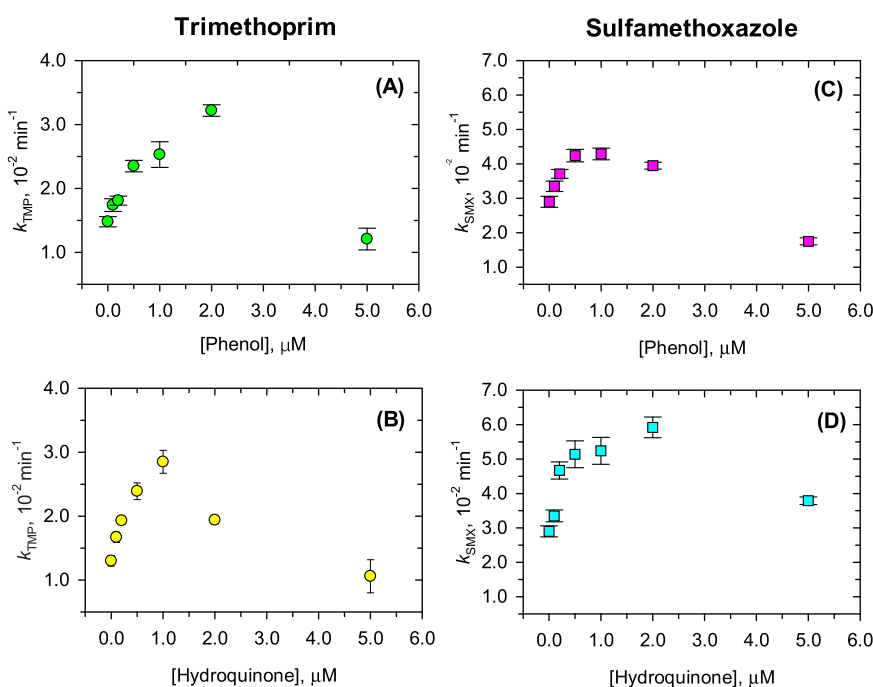 Trimethoprim
Sulfamethoxazole
(A)
4.0
3.0
2.0
1.0
k_TMP, 10^-2 min^-1
0.0 1.0 2.0 3.0 4.0 5.0 6.0
[Phenol], μM
(C)
7.0
6.0
5.0
4.0
3.0
2.0
1.0
k_SMX, 10^-2 min^-1
0.0 1.0 2.0 3.0 4.0 5.0 6.0
[Phenol], μM
(B)
4.0
3.0
2.0
1.0
k_TMP, 10^-2 min^-1
0.0 1.0 2.0 3.0 4.0 5.0 6.0
[Hydroquinone], μM
(D)
7.0
6.0
5.0
4.0
3.0
2.0
1.0
k_SMX, 10^-2 min^-1
0.0 1.0 2.0 3.0 4.0 5.0 6.0
[Hydroquinone], μM